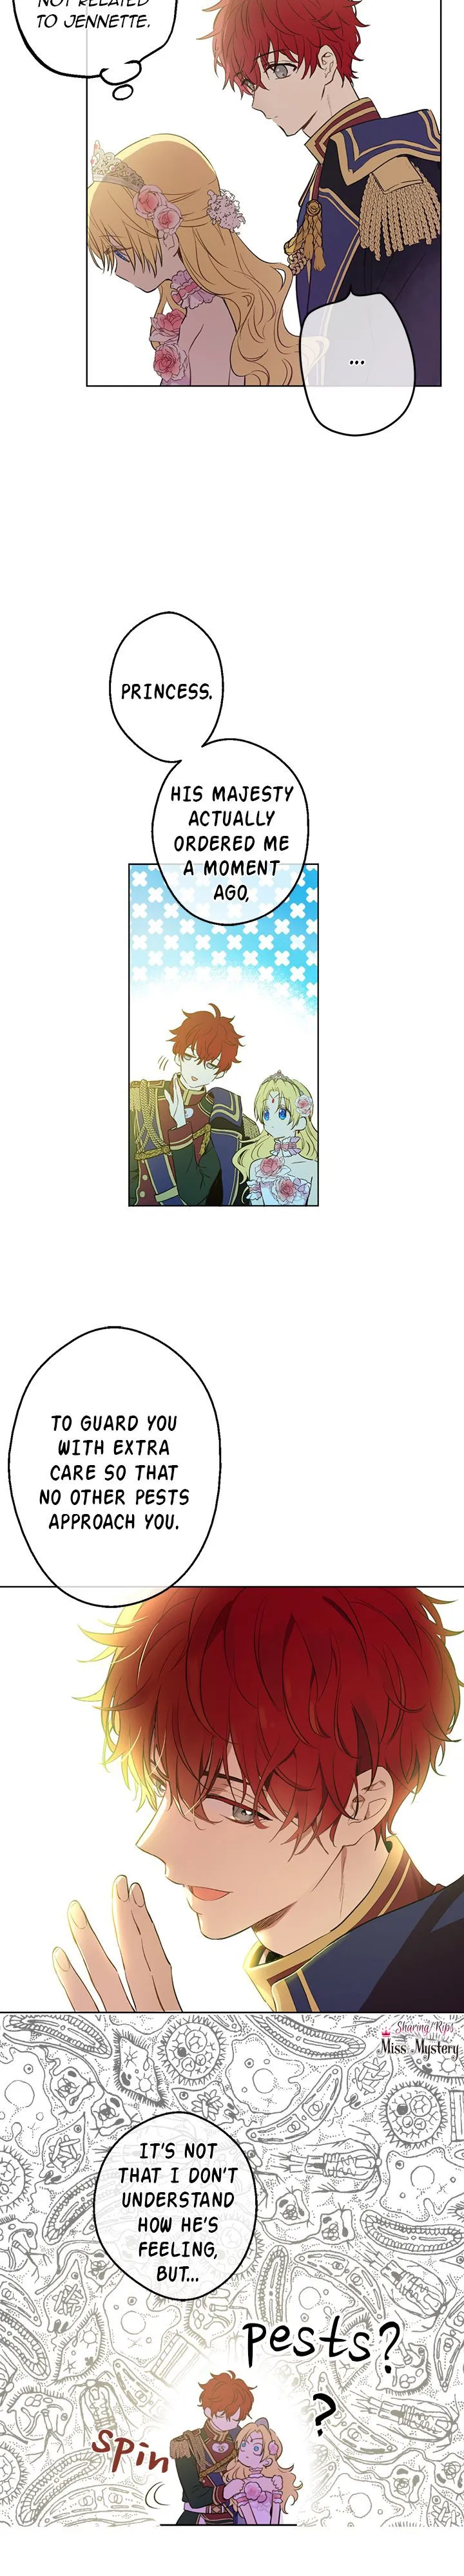 NOT RELATED
TO JENNETTE.
...
PRINCESS.
HIS MAJESTY
ACTUALLY
ORDERED ME
A MOMENT
AGO,
TO GUARD YOU
WITH EXTRA
CARE SO THAT
NO OTHER PESTS
APPROACH YOU.
Sharing Rips
Miss Mystery
IT'S NOT
THAT I DON'T
UNDERSTAND
HOW HE'S
FEELING,
BUT...
pests?
?
spin